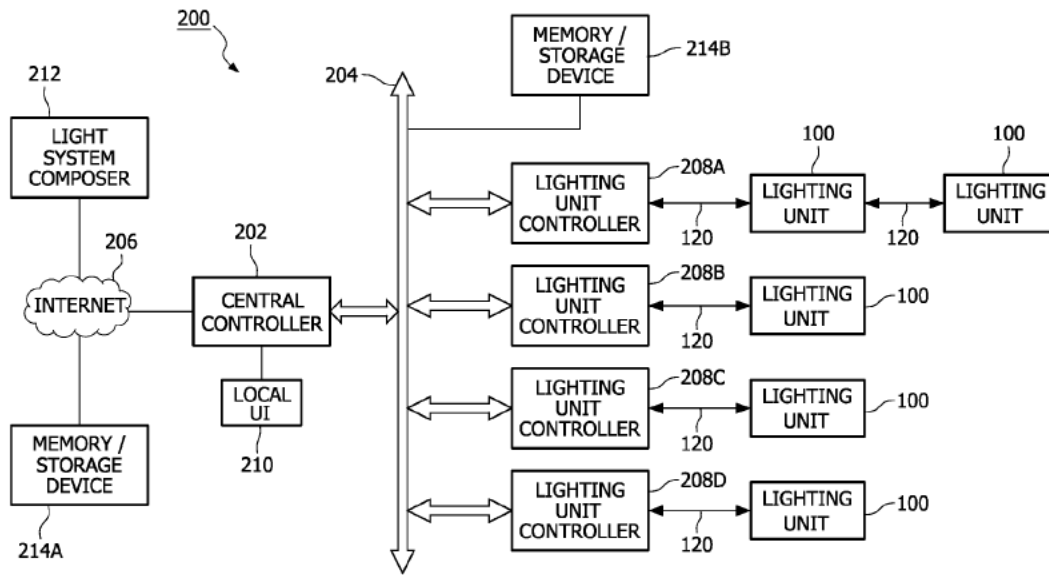 200
MEMORY /
STORAGE
DEVICE
214B
204
212
LIGHT
SYSTEM
COMPOSER
208A
LIGHTING
UNIT
CONTROLLER
120
100
LIGHTING
UNIT
120
100
LIGHTING
UNIT
206
INTERNET
202
CENTRAL
CONTROLLER
208B
LIGHTING
UNIT
CONTROLLER
120
LIGHTING
UNIT
100
LOCAL
UI
210
208C
LIGHTING
UNIT
CONTROLLER
120
LIGHTING
UNIT
100
MEMORY /
STORAGE
DEVICE
214A
208D
LIGHTING
UNIT
CONTROLLER
120
LIGHTING
UNIT
100